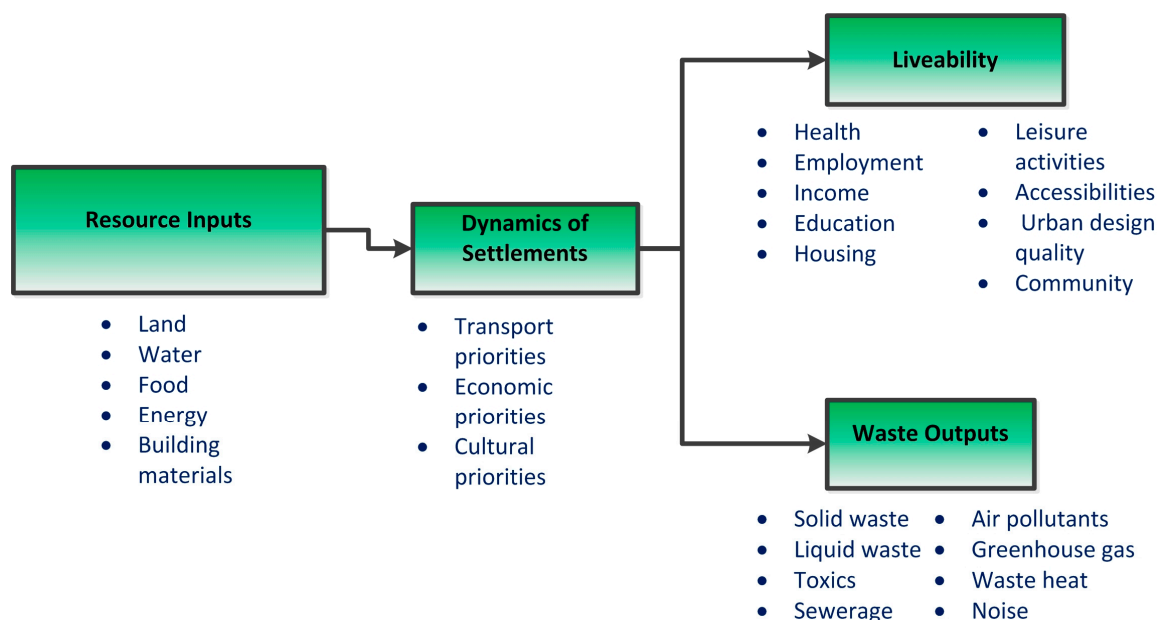 Liveability
• Health
• Employment
• Income
• Education
• Housing
• Leisure
activities
• Accessibilities
• Urban design
quality
• Community
Resource Inputs
• Land
• Water
• Food
• Energy
• Building
materials
Dynamics of
Settlements
• Transport
priorities
• Economic
priorities
• Cultural
priorities
Waste Outputs
• Solid waste
• Liquid waste
• Toxics
• Sewerage
• Air pollutants
• Greenhouse gas
• Waste heat
• Noise